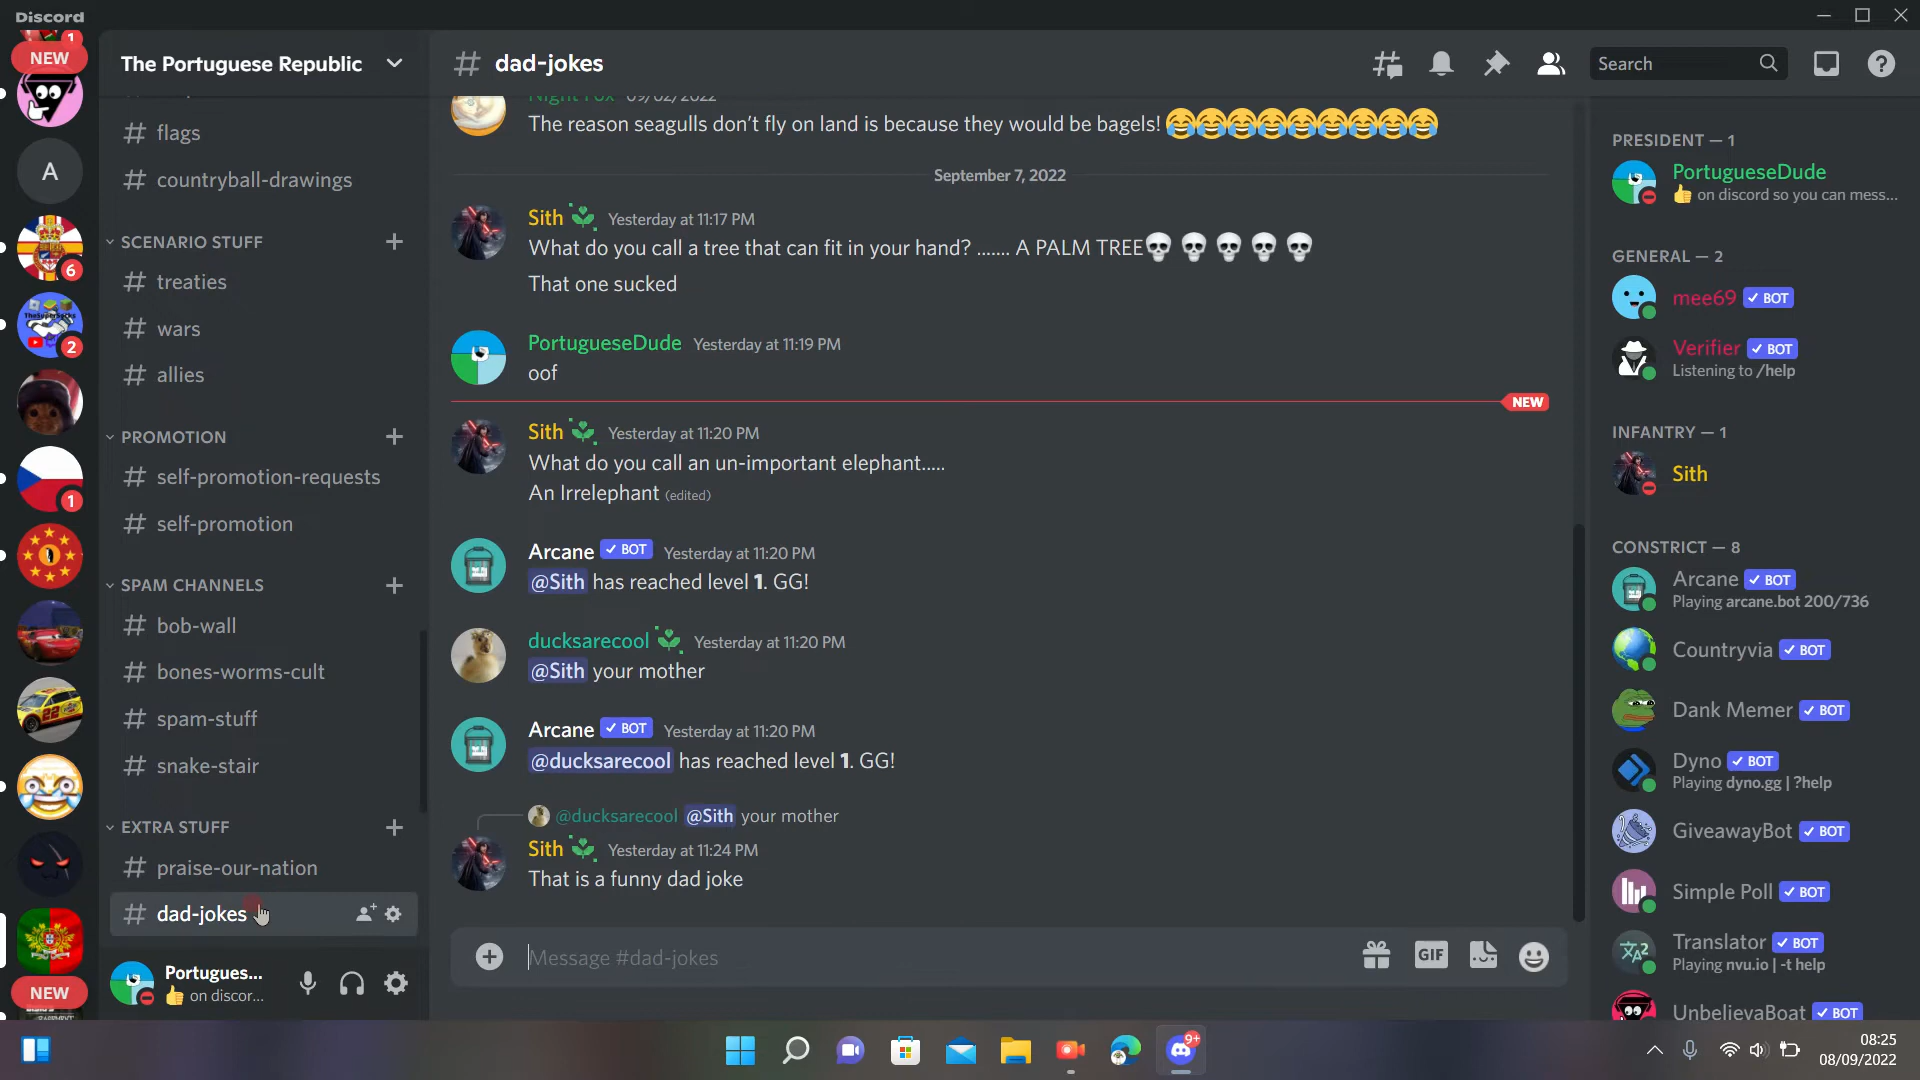 Discord
1
NEW
A
6
2
1
NEW
The Portuguese Republic
flags
countryball-drawings
SCENARIO STUFF
treaties
wars
allies
PROMOTION
self-promotion-requests
self-promotion
SPAM CHANNELS
bob-wall
bones-worms-cult
spam-stuff
snake-stair
EXTRA STUFF
praise-our-nation
dad-jokes
Portugues...
👍 on discor...
dad-jokes
Search
Night Fox 09/02/2022
The reason seagulls don’t fly on land is because they would be bagels! 😂😂😂😂😂😂😂😂😂
September 7, 2022
Sith Yesterday at 11:17 PM
What do you call a tree that can fit in your hand? ....... A PALM TREE💀 💀 💀 💀 💀
That one sucked
PortugueseDude Yesterday at 11:19 PM
oof
NEW
Sith Yesterday at 11:20 PM
What do you call an un-important elephant.....
An Irrelephant (edited)
Arcane ✓ BOT Yesterday at 11:20 PM
@Sith has reached level 1. GG!
ducksarecool Yesterday at 11:20 PM
@Sith your mother
Arcane ✓ BOT Yesterday at 11:20 PM
@ducksarecool has reached level 1. GG!
@ducksarecool @Sith your mother
Sith Yesterday at 11:24 PM
That is a funny dad joke
Message #dad-jokes
GIF
PRESIDENT — 1
PortugueseDude
👍 on discord so you can mess...
GENERAL — 2
mee69 ✓ BOT
Verifier ✓ BOT
Listening to /help
INFANTRY — 1
Sith
CONSTRICT — 8
Arcane ✓ BOT
Playing arcane.bot 200/736
Countryvia ✓ BOT
Dank Memer ✓ BOT
Dyno ✓ BOT
Playing dyno.gg | ?help
GiveawayBot ✓ BOT
Simple Poll ✓ BOT
Translator ✓ BOT
Playing nvu.io | -t help
UnbelievaBoat ✓ BOT
9+
08:25
08/09/2022